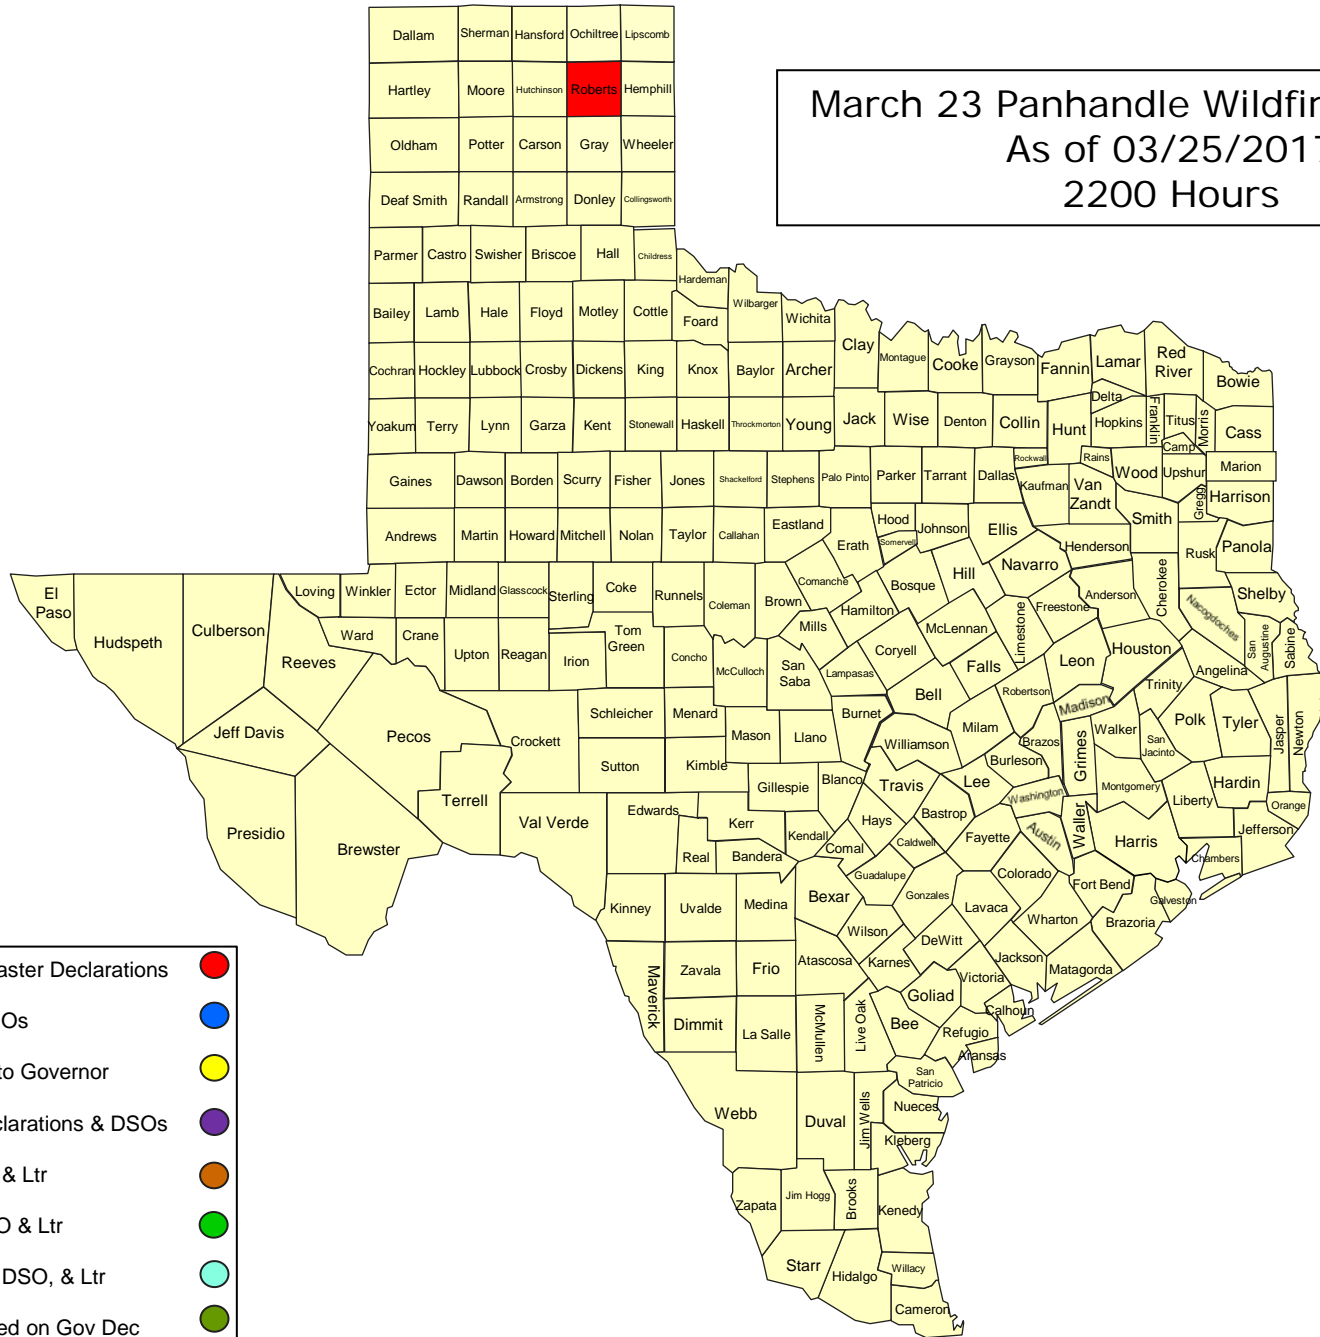 Dallam Sherman Hansford Ochiltree Lipscomb
Hartley Moore Hutchinson Roberts Hemphill
March 23 Panhandle Wildfir
As of 03/25/2017
2200 Hours
Oldham Potter Carson Gray Wheeler
Deaf Smith Randall Armstrong Donley Collingsworth
Parmer Castro Swisher Briscoe Hall Childress
Hardeman
Bailey Lamb Hale Floyd Motley Cottle Foard Wilbarger Wichita
Clay Montague Cooke Grayson Fannin Lamar Red
River Bowie
Cochran Hockley Lubbock Crosby Dickens King Knox Baylor Archer
Delta
Yoakum Terry Lynn Garza Kent Stonewall Haskell Throckmorton Young Jack Wise Denton Collin Hunt Hopkins Franklin Titus Morris Cass
Camp
Rockwall Rains Wood Upshur Marion
Gaines Dawson Borden Scurry Fisher Jones Shackelford Stephens Palo Pinto Parker Tarrant Dallas Kaufman Van
Zandt Gregg Harrison
Andrews Martin Howard Mitchell Nolan Taylor Callahan Eastland Erath Hood Somervell Johnson Ellis Henderson Smith Rusk Panola
El
Paso Hudspeth Culberson Loving Winkler Ector Midland Glasscock Sterling Coke Runnels Coleman Brown Comanche Hamilton Bosque Hill Navarro Freestone Anderson Cherokee Nacogdoches Shelby
Reeves Ward Crane Upton Reagan Irion Tom
Green Concho McCulloch San
Saba Mills Lampasas Coryell McLennan Limestone Falls Leon Houston Angelina San
Augustine Sabine
Jeff Davis Pecos Crockett Schleicher Menard Mason Llano Burnet Bell Milam Robertson Madison Trinity
Walker San
Jacinto Polk Tyler Jasper Newton
Terrell Sutton Kimble Gillespie Blanco Williamson Travis Lee Burleson Brazos Grimes Montgomery Liberty Hardin
Presidio Brewster Val Verde Edwards Kerr Real Bandera Kendall Comal Hays Caldwell Bastrop Fayette Washington Austin Waller Harris Orange
Jefferson
Chambers
Kinney Uvalde Medina Bexar Guadalupe Gonzales Lavaca Colorado Wharton Fort Bend Brazoria Galveston
Maverick Zavala Frio Atascosa Wilson Karnes DeWitt Victoria Jackson Matagorda
Dimmit La Salle McMullen Live Oak Bee Goliad Refugio Calhoun
Aransas
San
Patricio
Webb Duval Jim Wells Nueces
Kleberg
Zapata Jim Hogg Brooks Kenedy
Starr Hidalgo Willacy
Cameron
aster Declarations
Os
to Governor
clarations & DSOs
& Ltr
O & Ltr
DSO, & Ltr
ed on Gov Dec